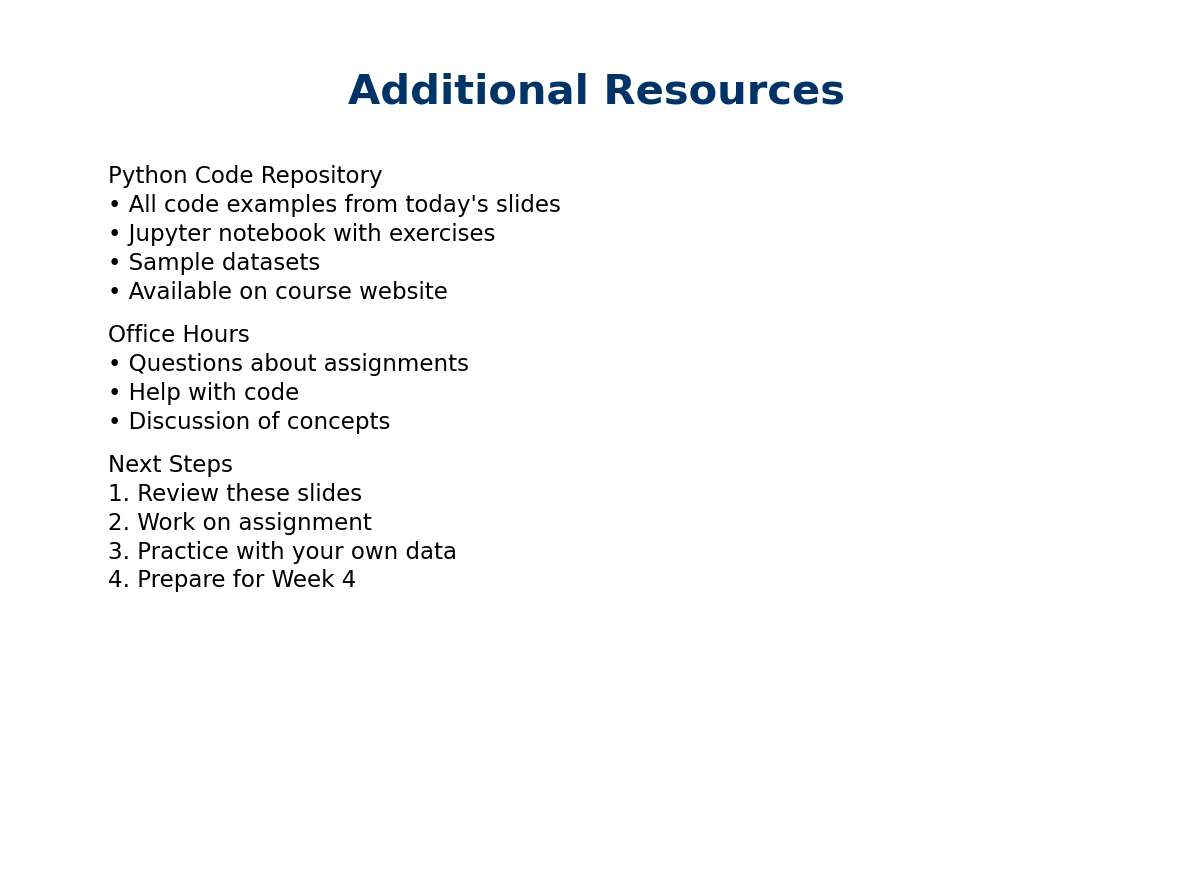 Additional Resources
Python Code Repository
• All code examples from today's slides
• Jupyter notebook with exercises
• Sample datasets
• Available on course website
Office Hours
• Questions about assignments
• Help with code
• Discussion of concepts
Next Steps
1. Review these slides
2. Work on assignment
3. Practice with your own data
4. Prepare for Week 4